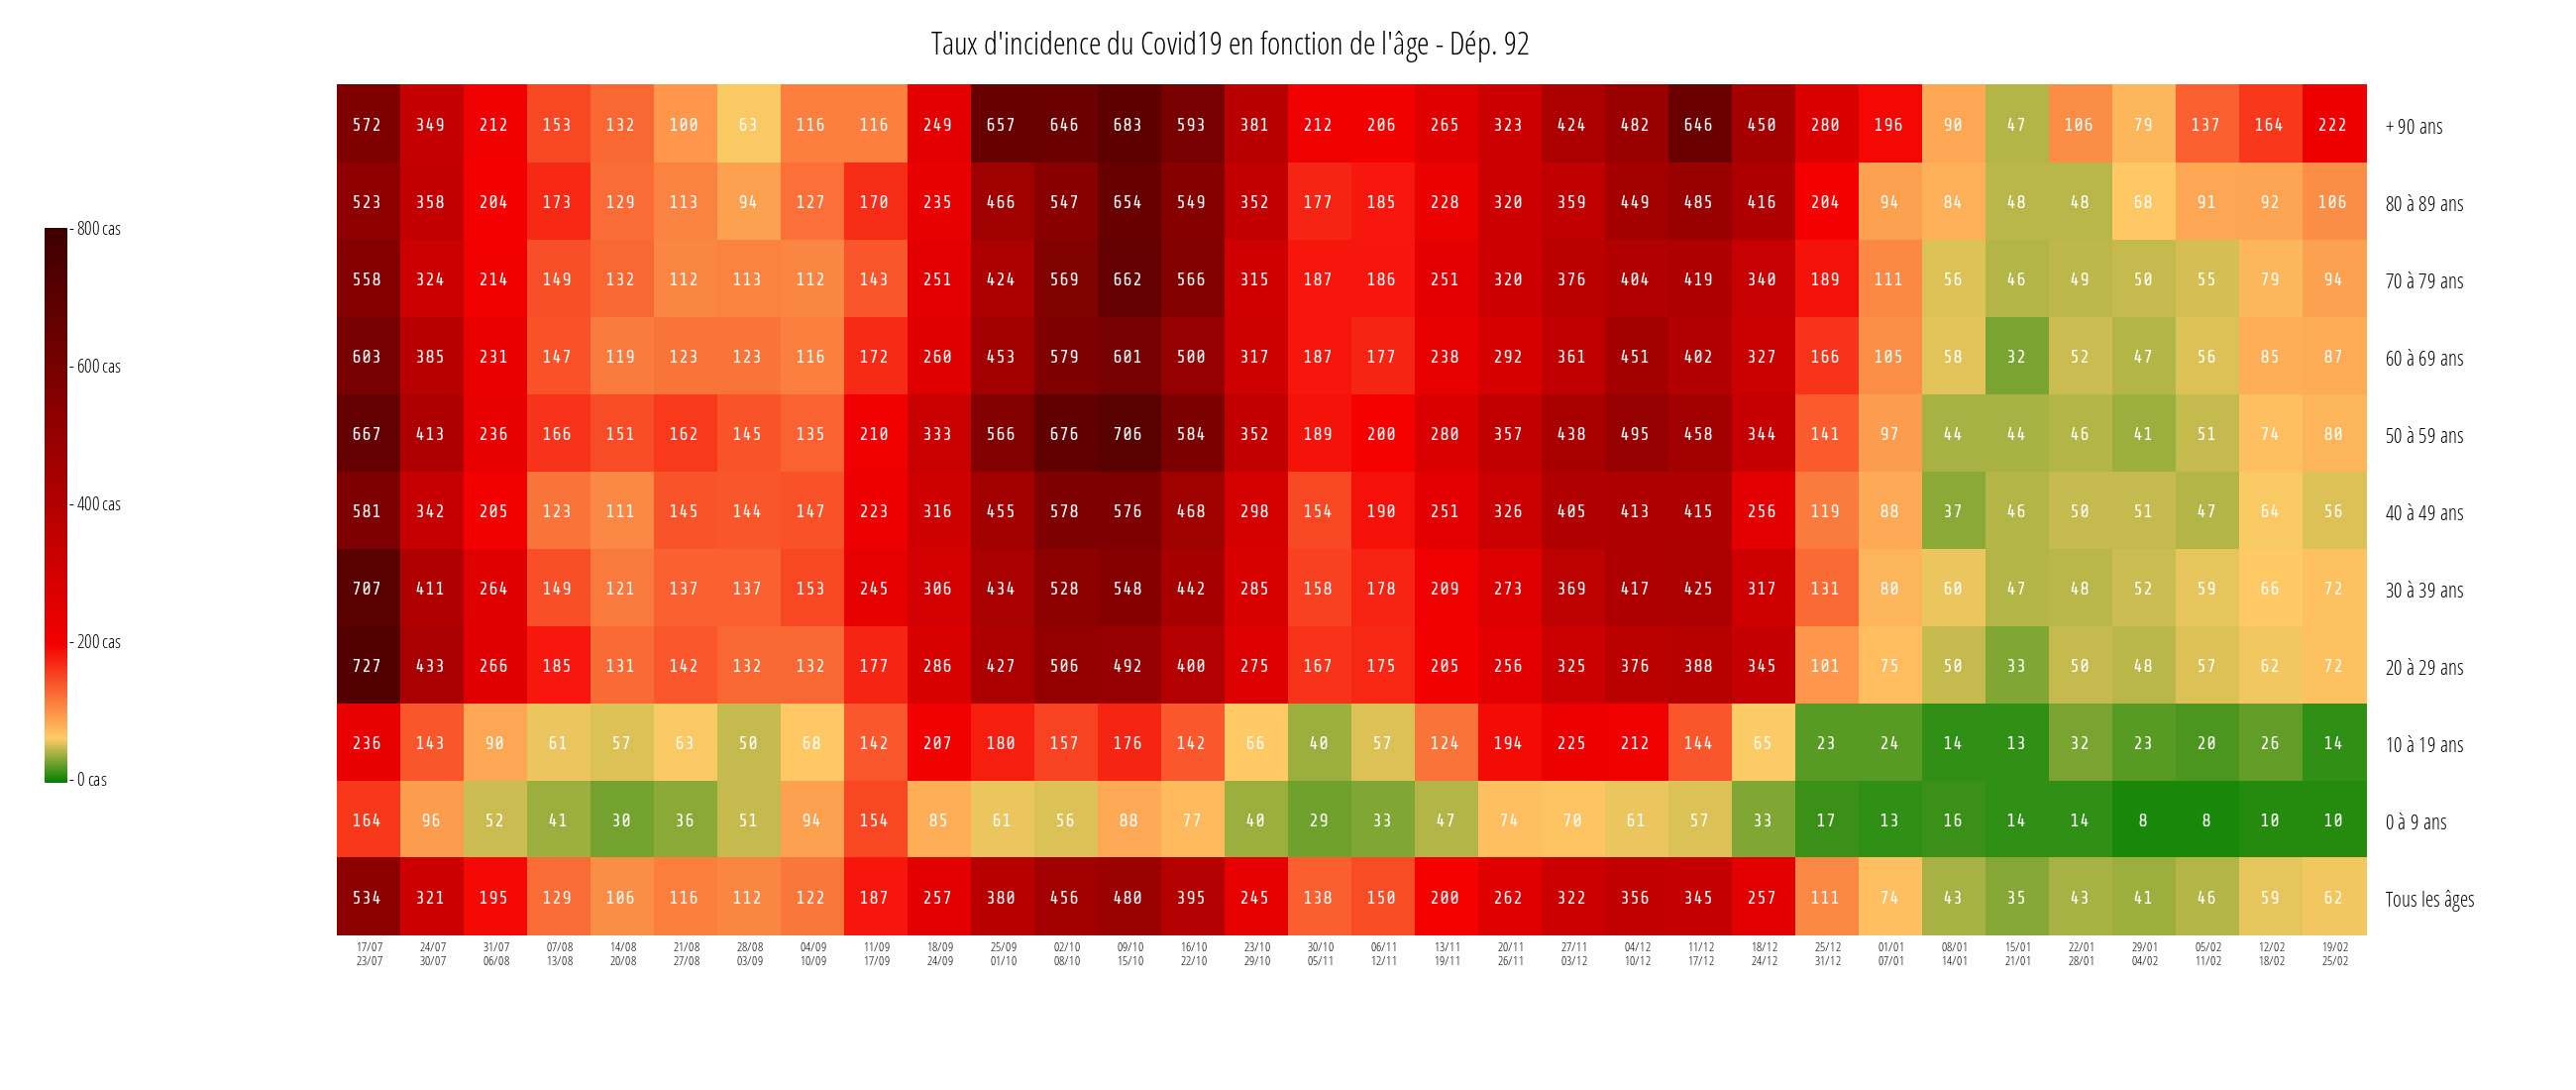 Taux d'incidence du Covid19 en fonction de l'âge - Dép. 92
- 800 cas
- 600 cas
- 400 cas
- 200 cas
- 0 cas
572 349 212 153 132 100 63 116 116 249 657 646 683 593 381 212 206 265 323 424 482 646 450 280 196 90 47 106 79 137 164 222 + 90 ans
523 358 204 173 129 113 94 127 170 235 466 547 654 549 352 177 185 228 320 359 449 485 416 204 94 84 48 48 68 91 92 106 80 à 89 ans
558 324 214 149 132 112 113 112 143 251 424 569 662 566 315 187 186 251 320 376 404 419 340 189 111 56 46 49 50 55 79 94 70 à 79 ans
603 385 231 147 119 123 123 116 172 260 453 579 601 500 317 187 177 238 292 361 451 402 327 166 105 58 32 52 47 56 85 87 60 à 69 ans
667 413 236 166 151 162 145 135 210 333 566 676 706 584 352 189 200 280 357 438 495 458 344 141 97 44 44 46 41 51 74 80 50 à 59 ans
581 342 205 123 111 145 144 147 223 316 455 578 576 468 298 154 190 251 326 405 413 415 256 119 88 37 46 50 51 47 64 56 40 à 49 ans
707 411 264 149 121 137 137 153 245 306 434 528 548 442 285 158 178 209 273 369 417 425 317 131 80 60 47 48 52 59 66 72 30 à 39 ans
727 433 266 185 131 142 132 132 177 286 427 506 492 400 275 167 175 205 256 325 376 388 345 101 75 50 33 50 48 57 62 72 20 à 29 ans
236 143 90 61 57 63 50 68 142 207 180 157 176 142 66 40 57 124 194 225 212 144 65 23 24 14 13 32 23 20 26 14 10 à 19 ans
164 96 52 41 30 36 51 94 154 85 61 56 88 77 40 29 33 47 74 70 61 57 33 17 13 16 14 14 8 8 10 10 0 à 9 ans
534 321 195 129 106 116 112 122 187 257 380 456 480 395 245 138 150 200 262 322 356 345 257 111 74 43 35 43 41 46 59 62 Tous les âges
17/07 24/07 31/07 07/08 14/08 21/08 28/08 04/09 11/09 18/09 25/09 02/10 09/10 16/10 23/10 30/10 06/11 13/11 20/11 27/11 04/12 11/12 18/12 25/12 01/01 08/01 15/01 22/01 29/01 05/02 12/02 19/02
23/07 30/07 06/08 13/08 20/08 27/08 03/09 10/09 17/09 24/09 01/10 08/10 15/10 22/10 29/10 05/11 12/11 19/11 26/11 03/12 10/12 17/12 24/12 31/12 07/01 14/01 21/01 28/01 04/02 11/02 18/02 25/02